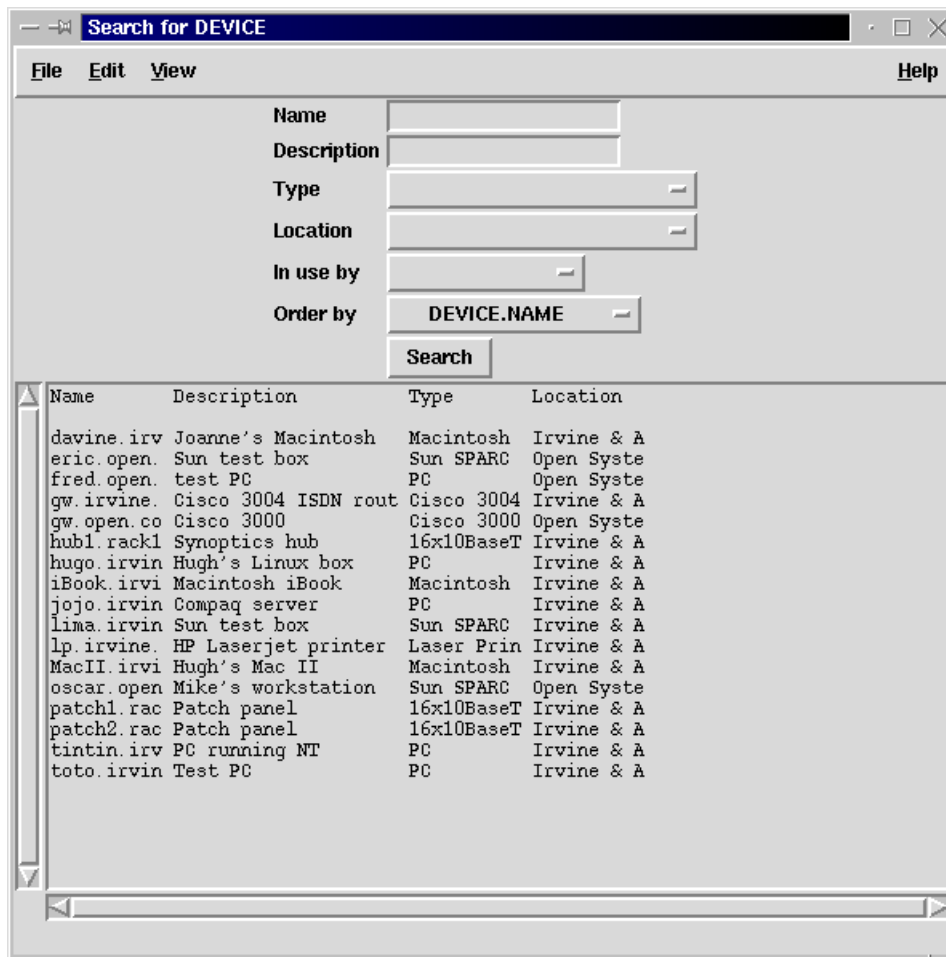 Search for DEVICE
File Edit View Help
Name
Description
Type
Location
In use by
Order by DEVICE.NAME
Search
Name Description Type Location
davine.irv Joanne's Macintosh Macintosh Irvine & A
eric.open. Sun test box Sun SPARC Open Syste
fred.open. test PC PC Open Syste
gw.irvine. Cisco 3004 ISDN rout Cisco 3004 Irvine & A
gw.open.co Cisco 3000 Cisco 3000 Open Syste
hub1.rack1 Synoptics hub 16x10BaseT Irvine & A
hugo.irvin Hugh's Linux box PC Irvine & A
iBook.irvi Macintosh iBook Macintosh Irvine & A
jojo.irvin Compaq server PC Irvine & A
lima.irvin Sun test box Sun SPARC Irvine & A
lp.irvine. HP Laserjet printer Laser Prin Irvine & A
MacII.irvi Hugh's Mac II Macintosh Irvine & A
oscar.open Mike's workstation Sun SPARC Open Syste
patch1.rac Patch panel 16x10BaseT Irvine & A
patch2.rac Patch panel 16x10BaseT Irvine & A
tintin.irv PC running NT PC Irvine & A
toto.irvin Test PC PC Irvine & A